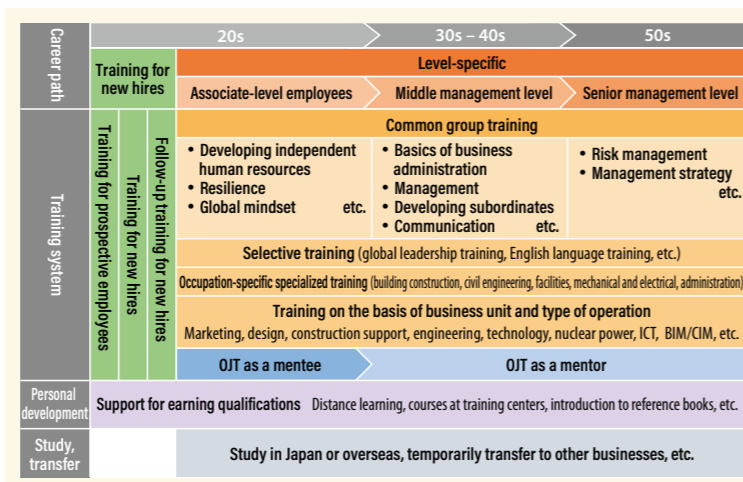 Career path
20s
30s – 40s
50s
Training for
new hires
Level-specific
Associate-level employees
Middle management level
Senior management level
Training system
Training for prospective employees
Training for new hires
Follow-up training for new hires
Common group training
• Developing independent
human resources
• Resilience
• Global mindset etc.
• Basics of business
administration
• Management
• Developing subordinates
• Communication etc.
• Risk management
• Management strategy
etc.
Selective training (global leadership training, English language training, etc.)
Occupation-specific specialized training (building construction, civil engineering, facilities, mechanical and electrical, administration)
Training on the basis of business unit and type of operation
Marketing, design, construction support, engineering, technology, nuclear power, ICT, BIM/CIM, etc.
OJT as a mentee
OJT as a mentor
Personal
development
Support for earning qualifications Distance learning, courses at training centers, introduction to reference books, etc.
Study,
transfer
Study in Japan or overseas, temporarily transfer to other businesses, etc.